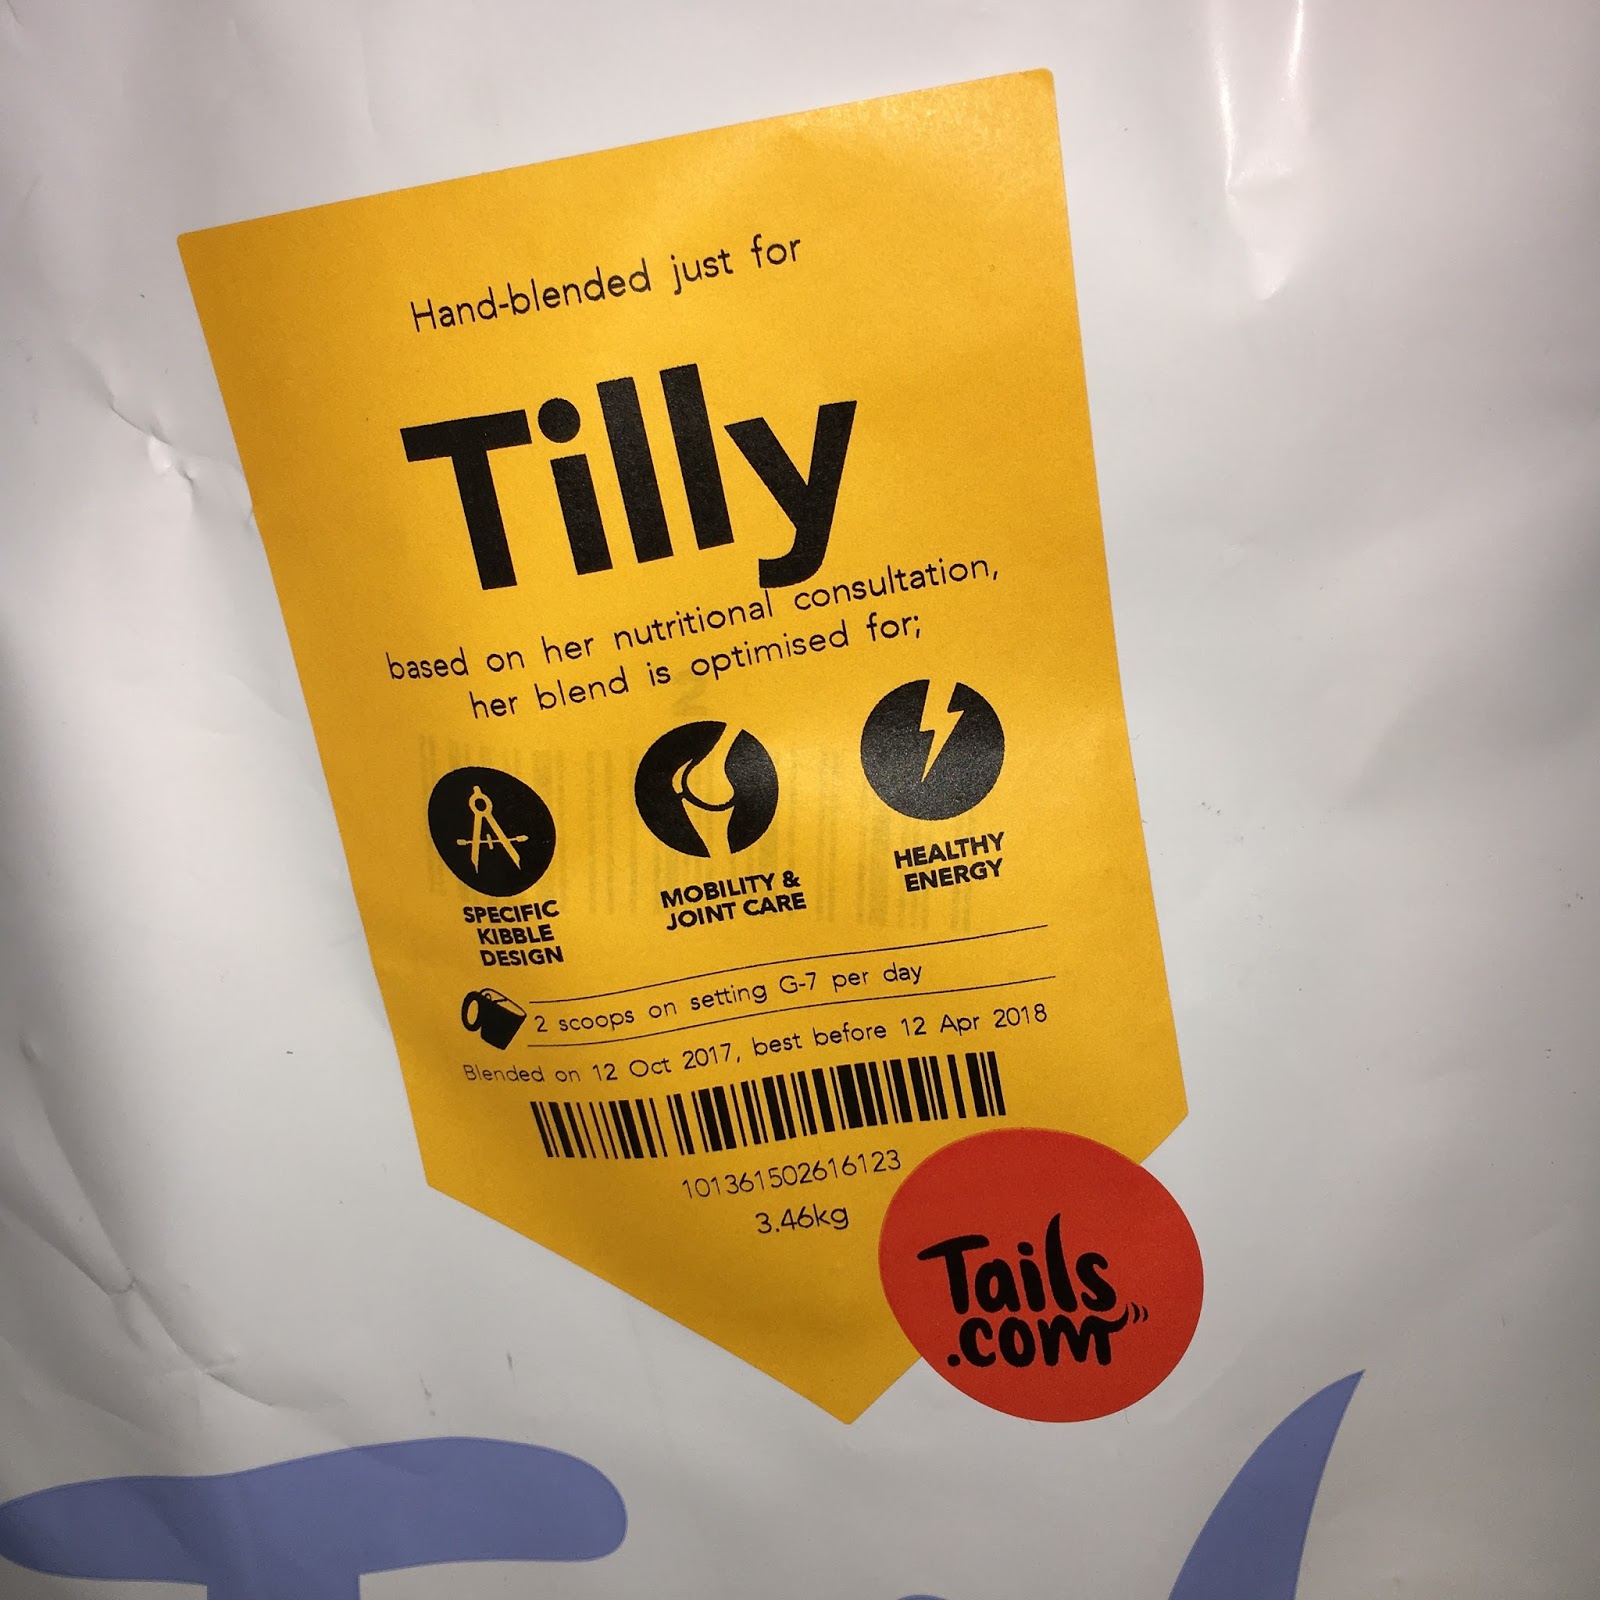 Hand-blended just for
Tilly
based on her nutritional consultation,
her blend is optimised for;
SPECIFIC
KIBBLE
DESIGN
MOBILITY &
JOINT CARE
HEALTHY
ENERGY
2 scoops on setting G-7 per day
Blended on 12 Oct 2017, best before 12 Apr 2018
101361502616123
3.46kg
Tails
.com